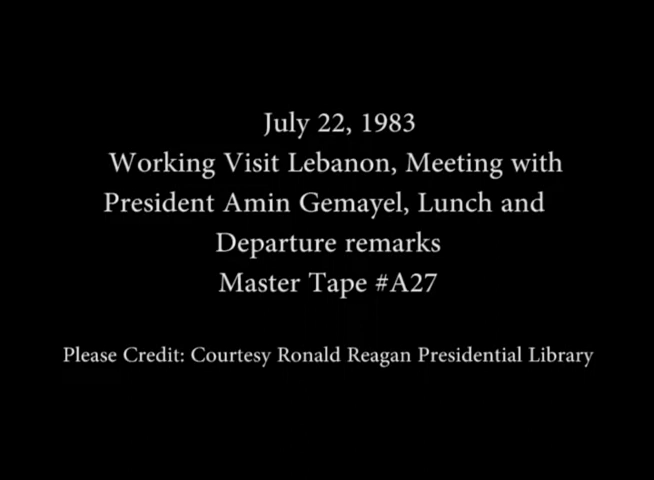 July 22, 1983
Working Visit Lebanon, Meeting with
President Amin Gemayel, Lunch and
Departure remarks
Master Tape #A27
Please Credit: Courtesy Ronald Reagan Presidential Library